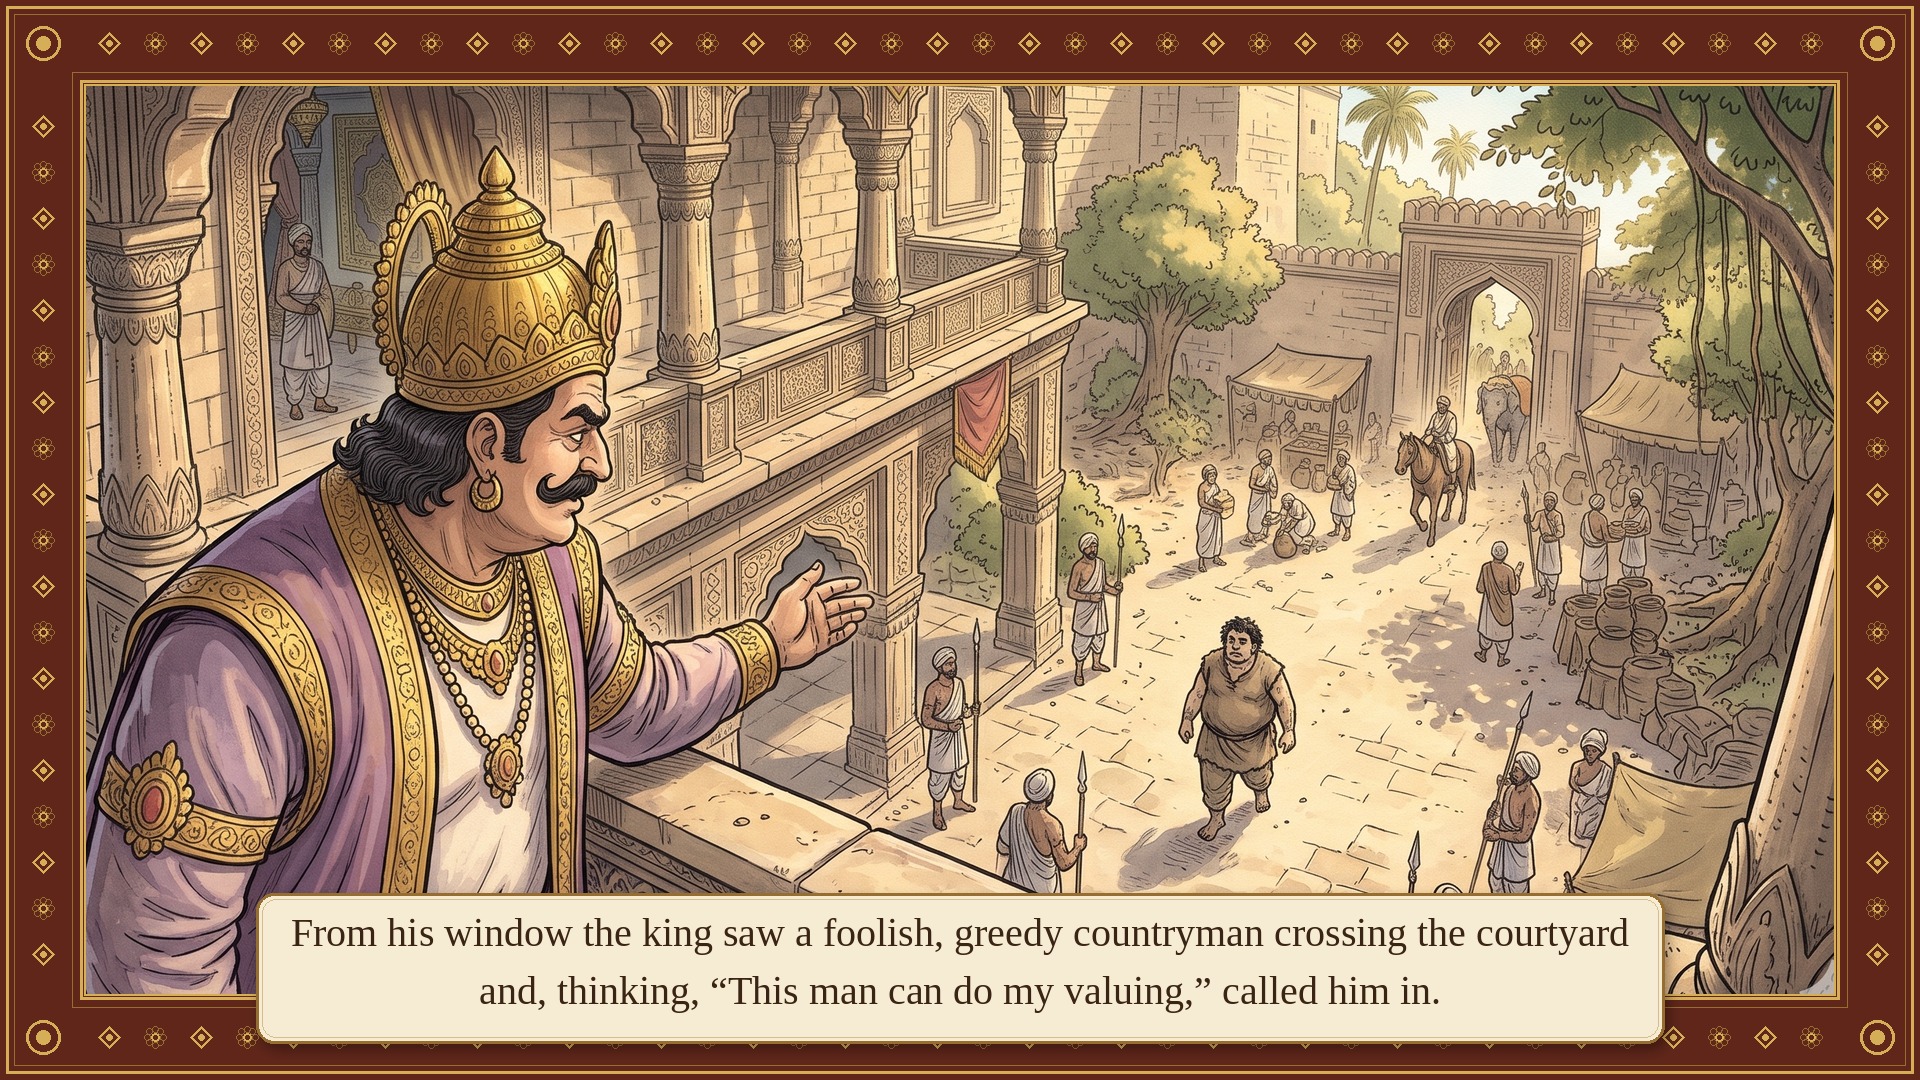 From his window the king saw a foolish, greedy countryman crossing the courtyard
and, thinking, “This man can do my valuing,” called him in.